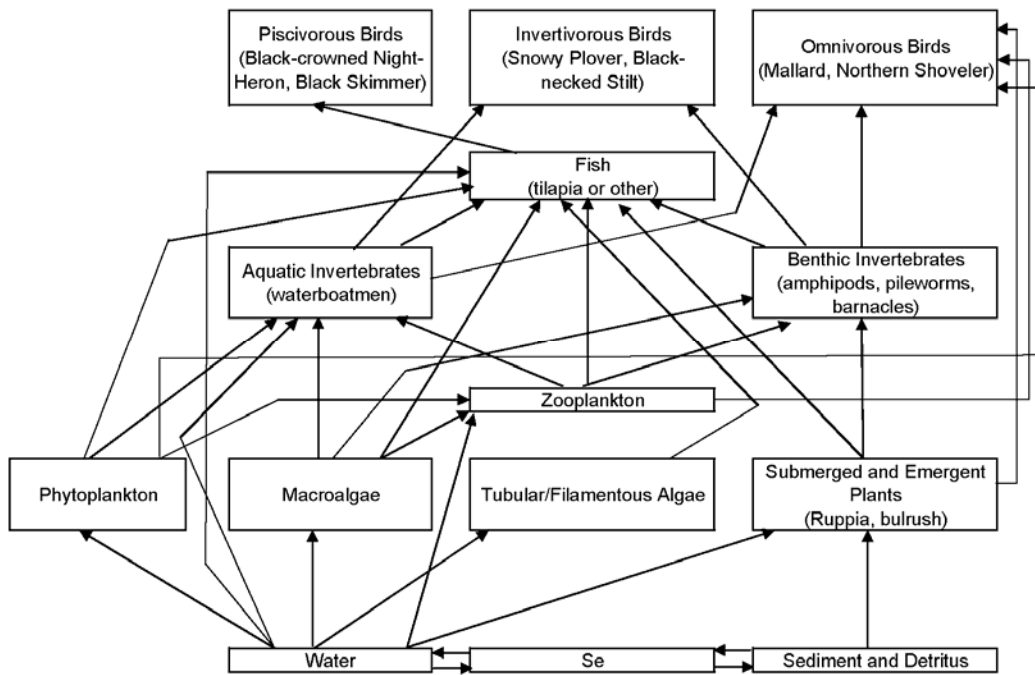 Piscivorous Birds
(Black-crowned Night-
Heron, Black Skimmer)
Invertivorous Birds
(Snowy Plover, Black-
necked Stilt)
Omnivorous Birds
(Mallard, Northern Shoveler)
Fish
(tilapia or other)
Aquatic Invertebrates
(waterboatmen)
Benthic Invertebrates
(amphipods, pileworms,
barnacles)
Zooplankton
Phytoplankton
Macroalgae
Tubular/Filamentous Algae
Submerged and Emergent
Plants
(Ruppia, bulrush)
Water
Se
Sediment and Detritus